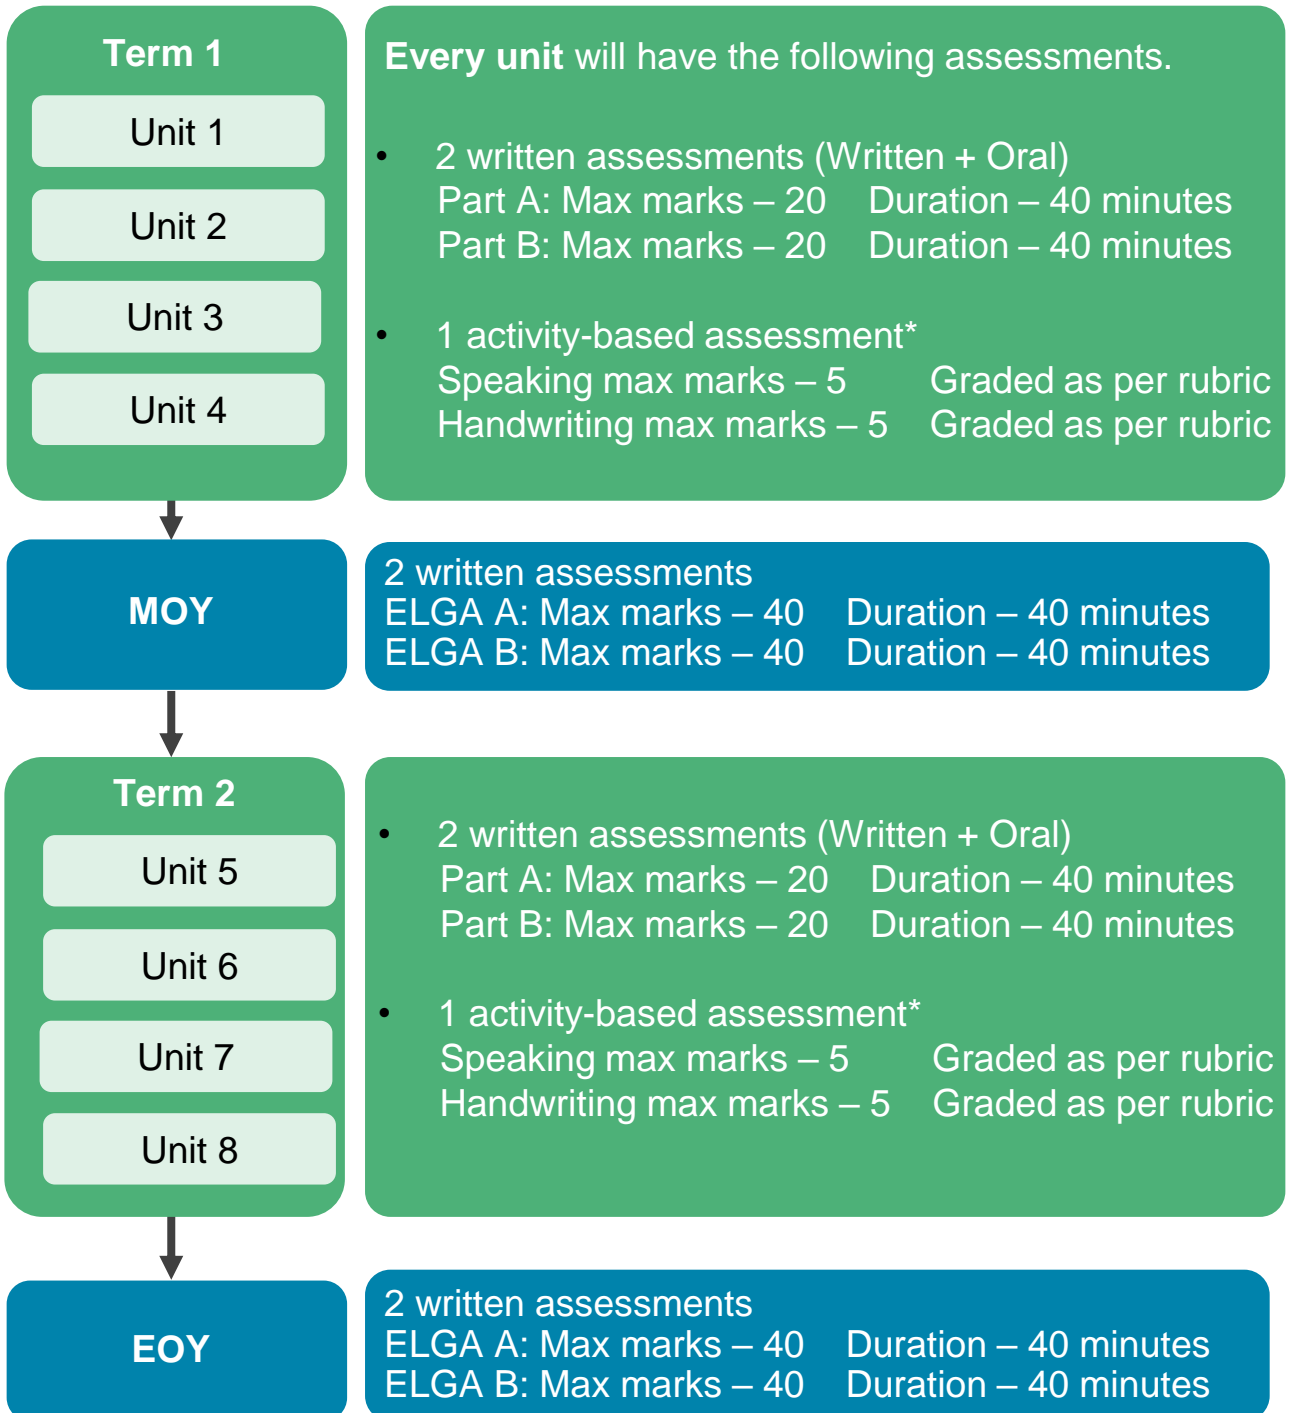 Term 1
Unit 1
Unit 2
Unit 3
Unit 4
Every unit will have the following assessments.
• 2 written assessments (Written + Oral)
Part A: Max marks – 20 Duration – 40 minutes
Part B: Max marks – 20 Duration – 40 minutes
• 1 activity-based assessment*
Speaking max marks – 5 Graded as per rubric
Handwriting max marks – 5 Graded as per rubric
MOY
2 written assessments
ELGA A: Max marks – 40 Duration – 40 minutes
ELGA B: Max marks – 40 Duration – 40 minutes
Term 2
Unit 5
Unit 6
Unit 7
Unit 8
• 2 written assessments (Written + Oral)
Part A: Max marks – 20 Duration – 40 minutes
Part B: Max marks – 20 Duration – 40 minutes
• 1 activity-based assessment*
Speaking max marks – 5 Graded as per rubric
Handwriting max marks – 5 Graded as per rubric
EOY
2 written assessments
ELGA A: Max marks – 40 Duration – 40 minutes
ELGA B: Max marks – 40 Duration – 40 minutes